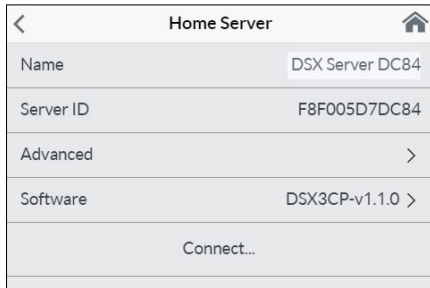 Home Server
Name DSX Server DC84
Server ID F8F005D7DC84
Advanced
Software DSX3CP-v1.1.0
Connect...